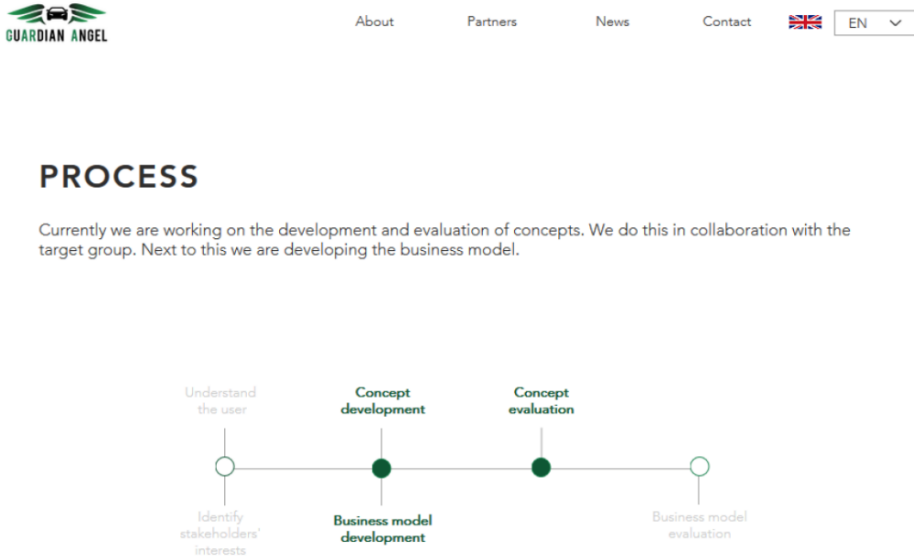 GUARDIAN ANGEL
About
Partners
News
Contact
EN
PROCESS
Currently we are working on the development and evaluation of concepts. We do this in collaboration with the
target group. Next to this we are developing the business model.
Understand
the user
Concept
development
Concept
evaluation
Identify
stakeholders'
interests
Business model
development
Business model
evaluation